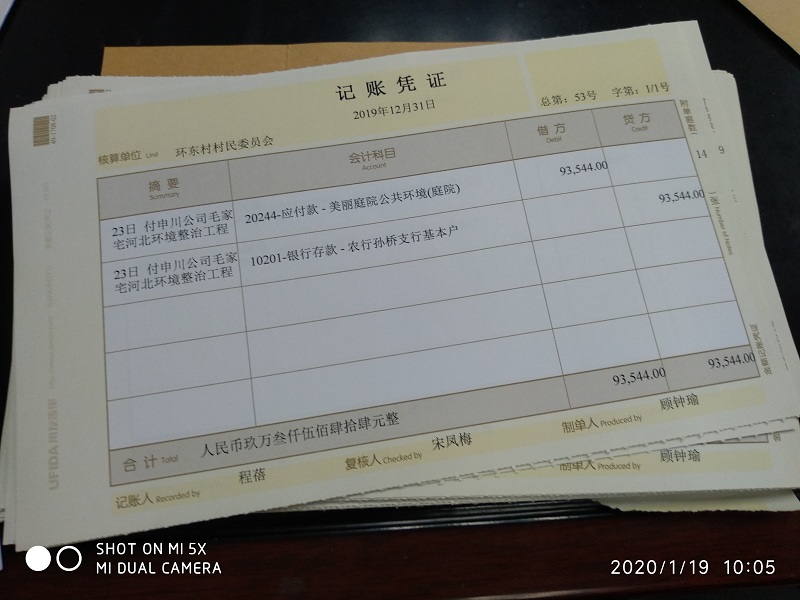 记账凭证
2019年12月31日
总第：53号 字第：1/1号
核算单位 Unit 环东村村民委员会
摘要 会计科目 借方 贷方
Summary Account Debit Credit
23日 付申川公司毛家宅河北环境整治工程 20244-应付款 - 美丽庭院公共环境(庭院) 93,544.00
23日 付申川公司毛家宅河北环境整治工程 10201-银行存款 - 农行孙桥支行基本户 93,544.00
合计 Total 人民币玖万叁仟伍佰肆拾肆元整 93,544.00 93,544.00
记账人 Recorded by 程蓓 复核人 Checked by 宋凤梅 制单人 Produced by 顾钟瑜
制单人 Produced by 顾钟瑜
14 9
UFIDA
SHOT ON MI 5X
MI DUAL CAMERA
2020/1/19 10:05